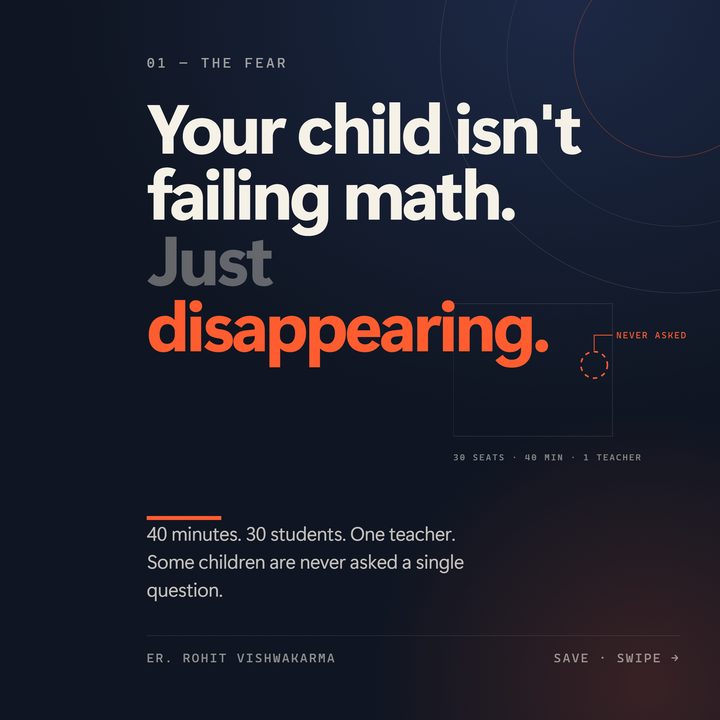 01 — THE FEAR
Your child isn't
failing math.
Just
disappearing.
NEVER ASKED
30 SEATS · 40 MIN · 1 TEACHER
40 minutes. 30 students. One teacher.
Some children are never asked a single
question.
ER. ROHIT VISHWAKARMA
SAVE · SWIPE →